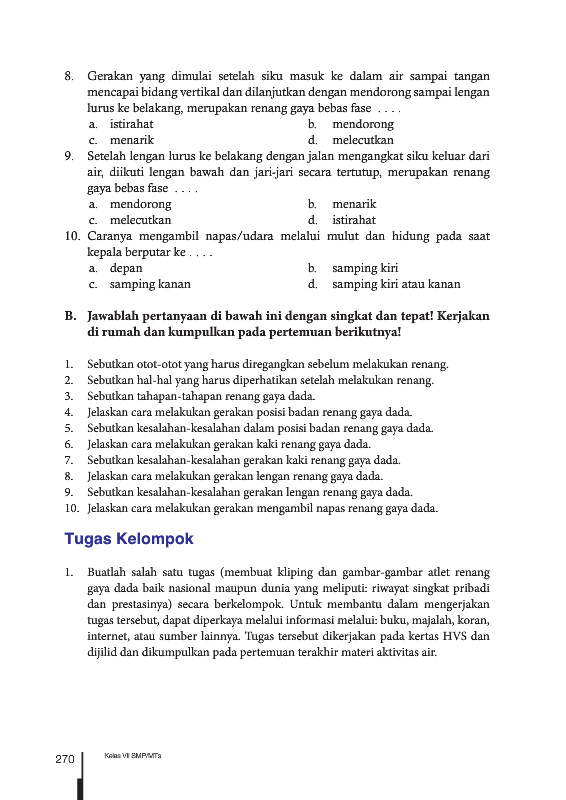 8. Gerakan yang dimulai setelah siku masuk ke dalam air sampai tangan
mencapai bidang vertikal dan dilanjutkan dengan mendorong sampai lengan
lurus ke belakang, merupakan renang gaya bebas fase . . . .
a. istirahat b. mendorong
c. menarik d. melecutkan
9. Setelah lengan lurus ke belakang dengan jalan mengangkat siku keluar dari
air, diikuti lengan bawah dan jari-jari secara tertutup, merupakan renang
gaya bebas fase . . . .
a. mendorong b. menarik
c. melecutkan d. istirahat
10. Caranya mengambil napas/udara melalui mulut dan hidung pada saat
kepala berputar ke . . . .
a. depan b. samping kiri
c. samping kanan d. samping kiri atau kanan
B. Jawablah pertanyaan di bawah ini dengan singkat dan tepat! Kerjakan
di rumah dan kumpulkan pada pertemuan berikutnya!
1. Sebutkan otot-otot yang harus diregangkan sebelum melakukan renang.
2. Sebutkan hal-hal yang harus diperhatikan setelah melakukan renang.
3. Sebutkan tahapan-tahapan renang gaya dada.
4. Jelaskan cara melakukan gerakan posisi badan renang gaya dada.
5. Sebutkan kesalahan-kesalahan dalam posisi badan renang gaya dada.
6. Jelaskan cara melakukan gerakan kaki renang gaya dada.
7. Sebutkan kesalahan-kesalahan gerakan kaki renang gaya dada.
8. Jelaskan cara melakukan gerakan lengan renang gaya dada.
9. Sebutkan kesalahan-kesalahan gerakan lengan renang gaya dada.
10. Jelaskan cara melakukan gerakan mengambil napas renang gaya dada.
Tugas Kelompok
1. Buatlah salah satu tugas (membuat kliping dan gambar-gambar atlet renang
gaya dada baik nasional maupun dunia yang meliputi: riwayat singkat pribadi
dan prestasinya) secara berkelompok. Untuk membantu dalam mengerjakan
tugas tersebut, dapat diperkaya melalui informasi melalui: buku, majalah, koran,
internet, atau sumber lainnya. Tugas tersebut dikerjakan pada kertas HVS dan
dijilid dan dikumpulkan pada pertemuan terakhir materi aktivitas air.
270 Kelas VII SMP/MTs